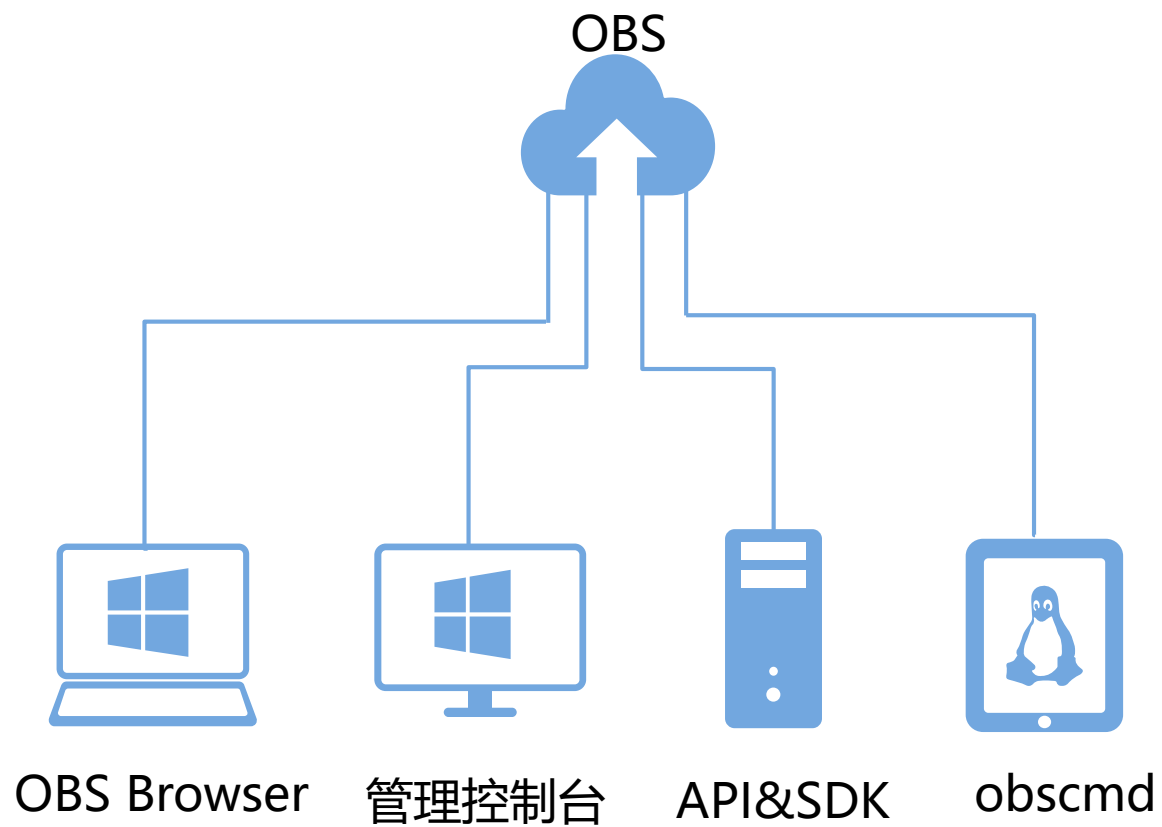 OBS
OBS Browser
管理控制台
API&SDK
obscmd